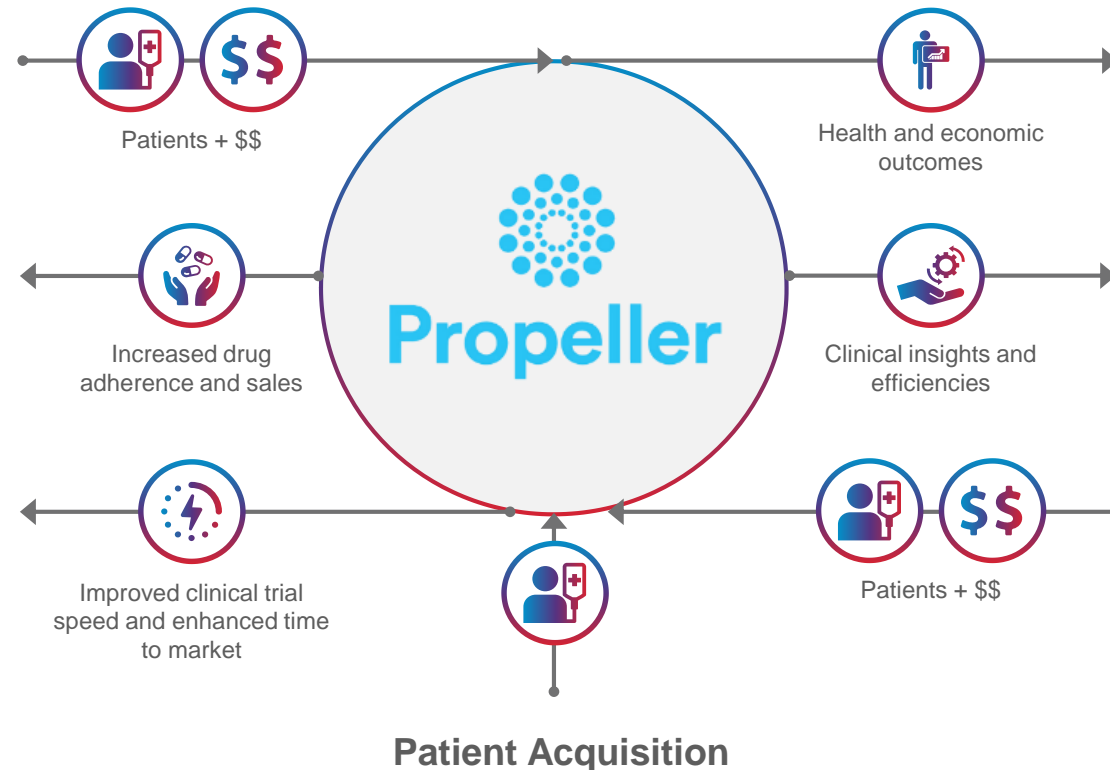 Patients + $$
Health and economic
outcomes
Propeller
Increased drug
adherence and sales
Clinical insights and
efficiencies
Improved clinical trial
speed and enhanced time
to market
Patients + $$
Patient Acquisition